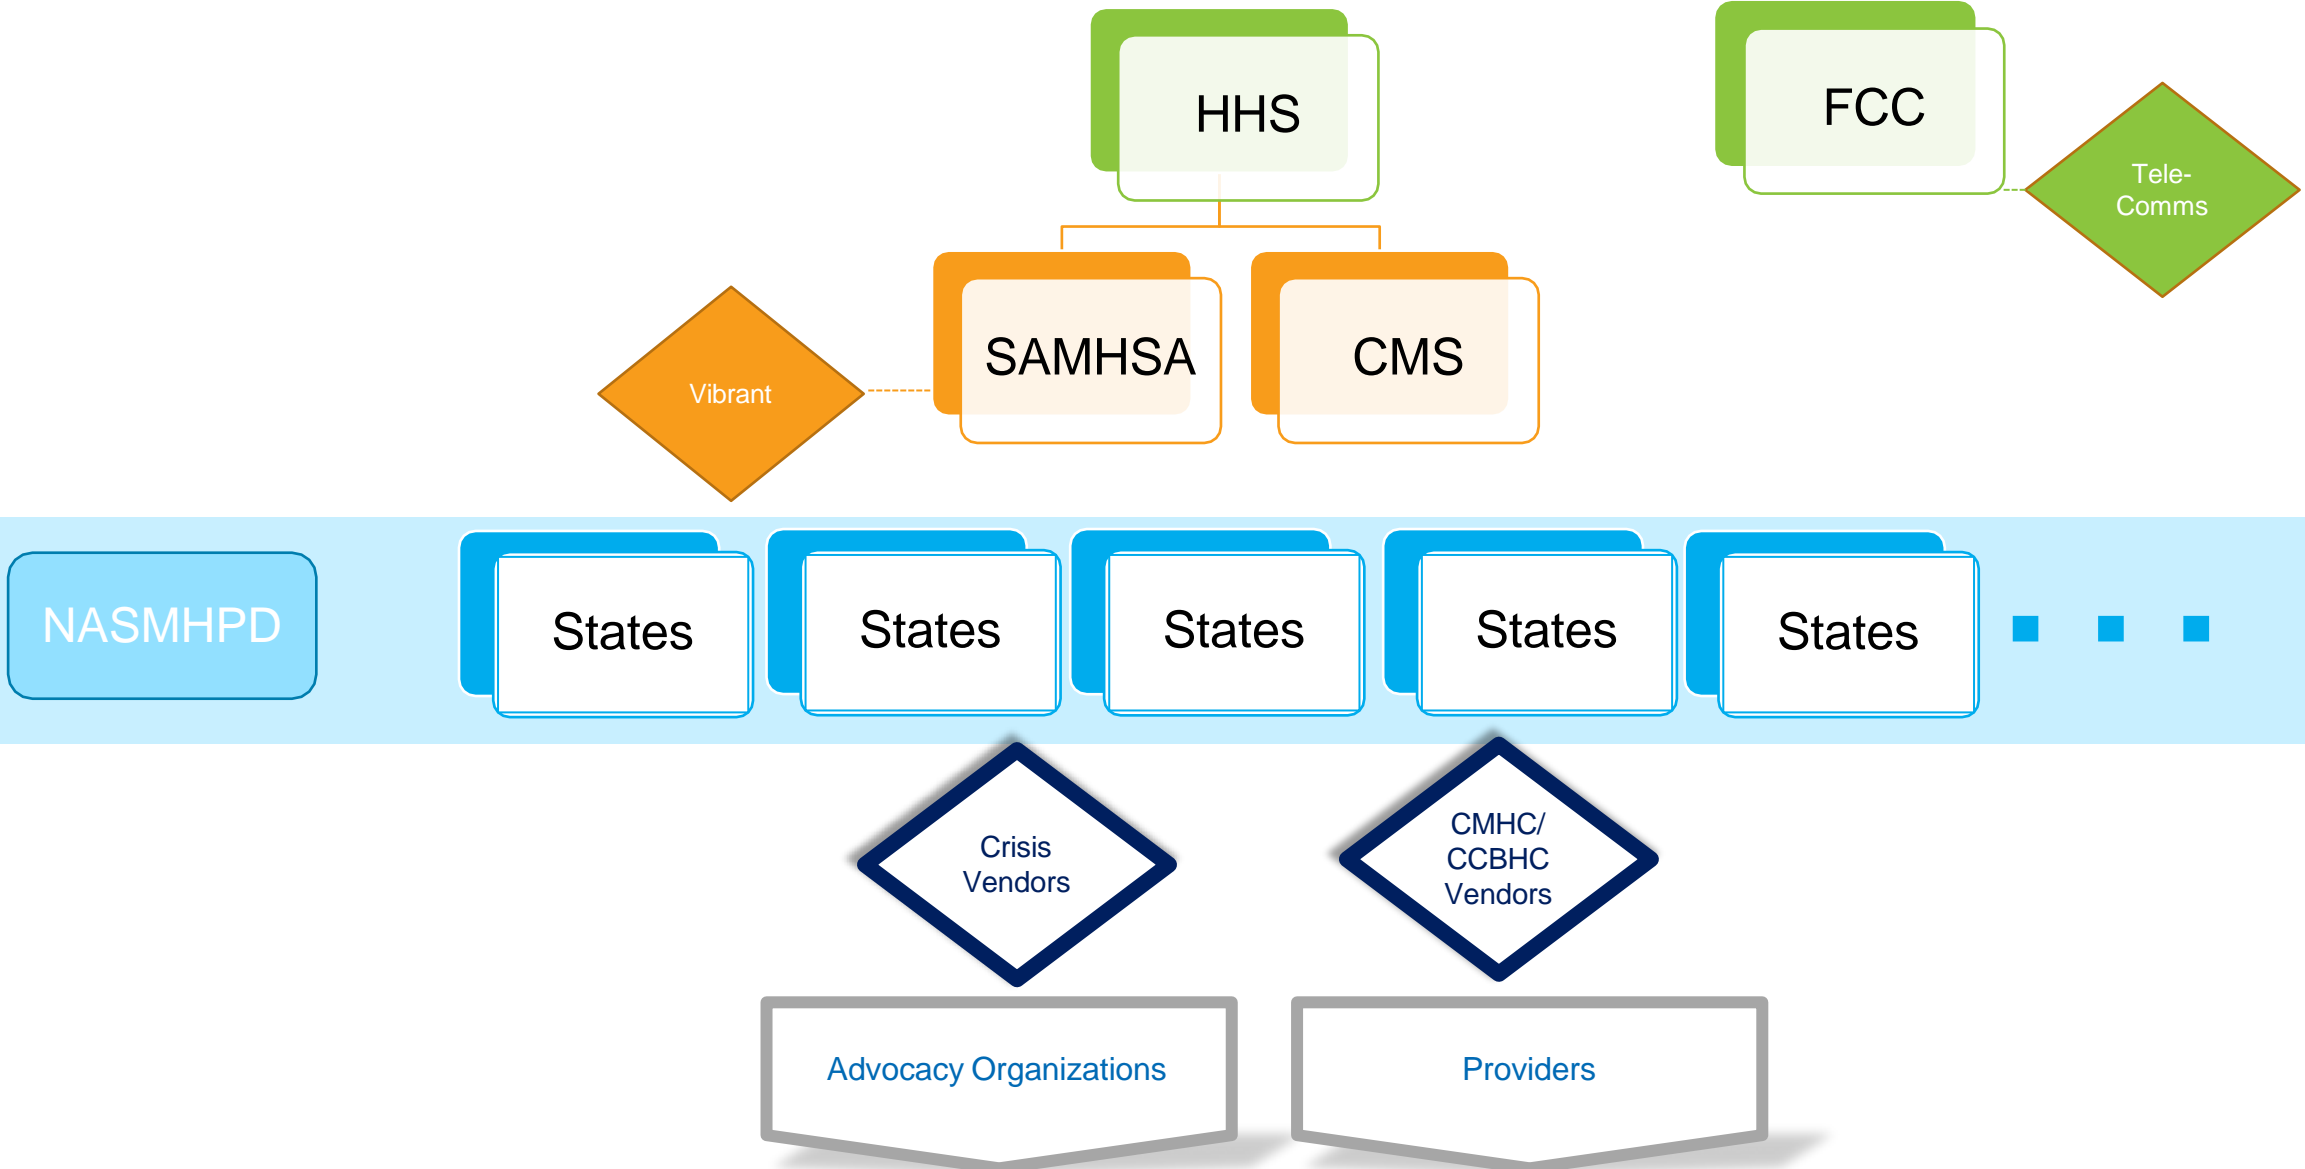 HHS
FCC
Tele-
Comms
SAMHSA
CMS
Vibrant
NASMHPD
States
States
States
States
States
Crisis
Vendors
CMHC/
CCBHC
Vendors
Advocacy Organizations
Providers